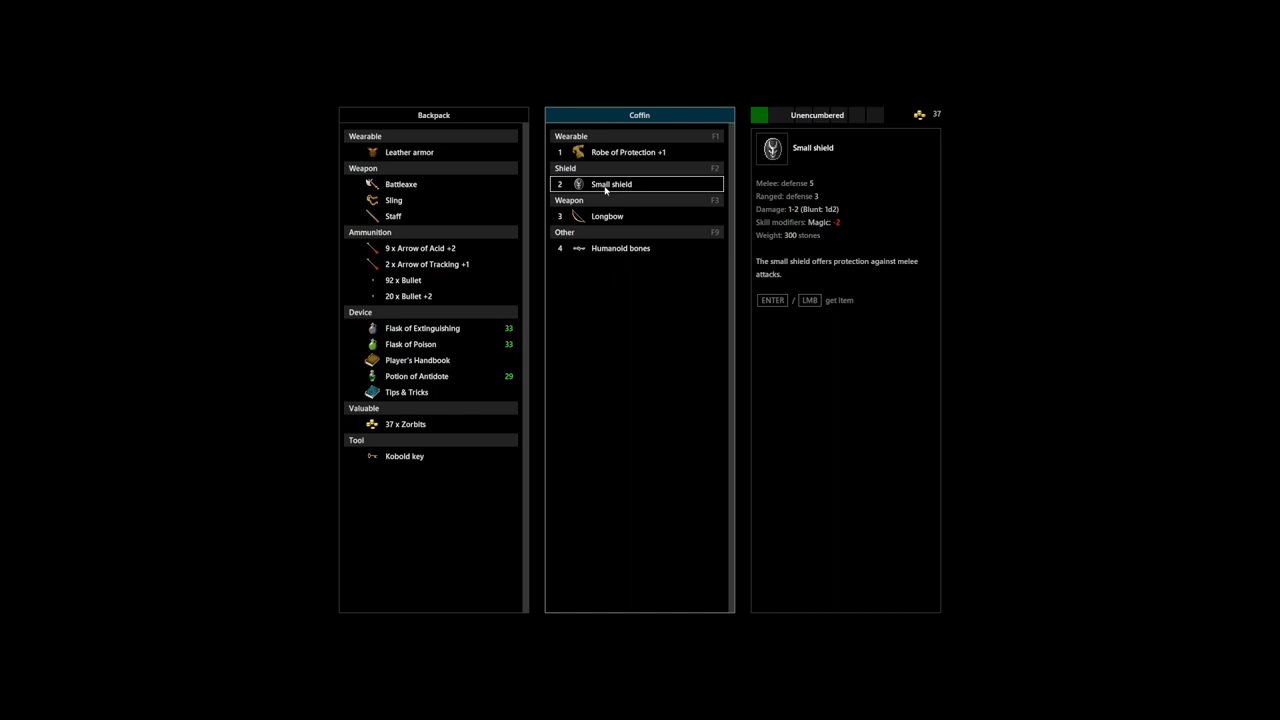 Backpack
Wearable
Leather armor
Weapon
Battleaxe
Sling
Staff
Ammunition
9 x Arrow of Acid +2
2 x Arrow of Tracking +1
92 x Bullet
20 x Bullet +2
Device
Flask of Extinguishing 33
Flask of Poison 33
Player's Handbook
Potion of Antidote 29
Tips & Tricks
Valuable
37 x Zorbits
Tool
Kobold key
Coffin
Wearable F1
1 Robe of Protection +1
Shield F2
2 Small shield
Weapon F3
3 Longbow
Other F9
4 Humanoid bones
Unencumbered 37
Small shield
Melee: defense 5
Ranged: defense 3
Damage: 1-2 (Blunt: 1d2)
Skill modifiers: Magic: -2
Weight: 300 stones
The small shield offers protection against melee
attacks.
ENTER / LMB get item